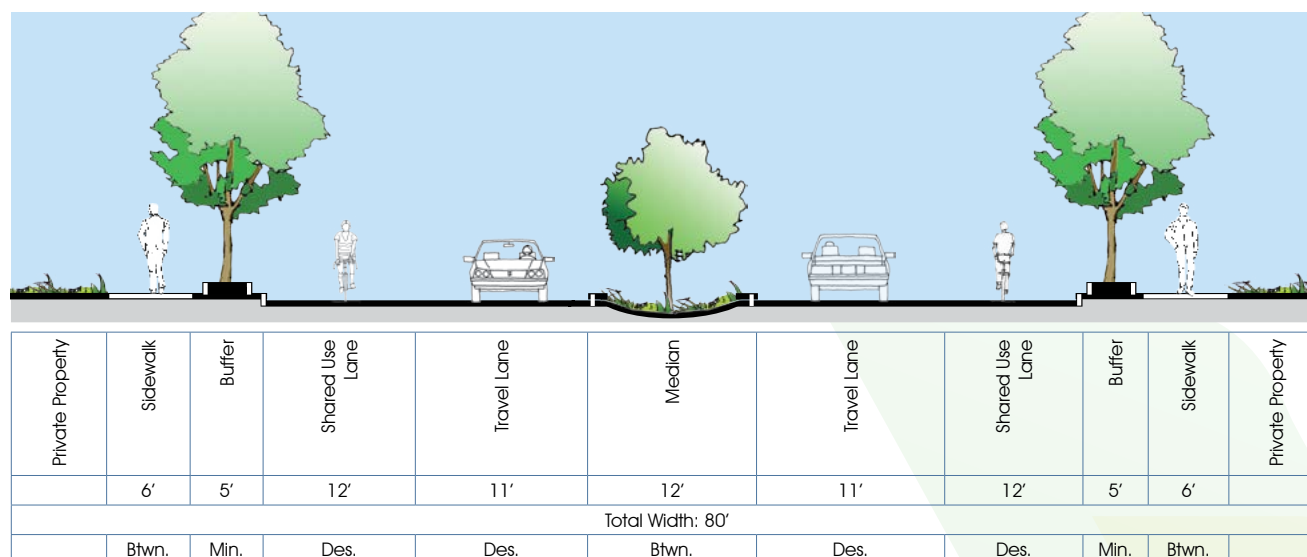 Private Property
Sidewalk
Buffer
Shared Use
Lane
Travel Lane
Median
Travel Lane
Shared Use
Lane
Buffer
Sidewalk
Private Property
6’ 5’ 12’ 11’ 12’ 11’ 12’ 5’ 6’
Total Width: 80’
Btwn. Min. Des. Des. Btwn. Des. Des. Min. Btwn.